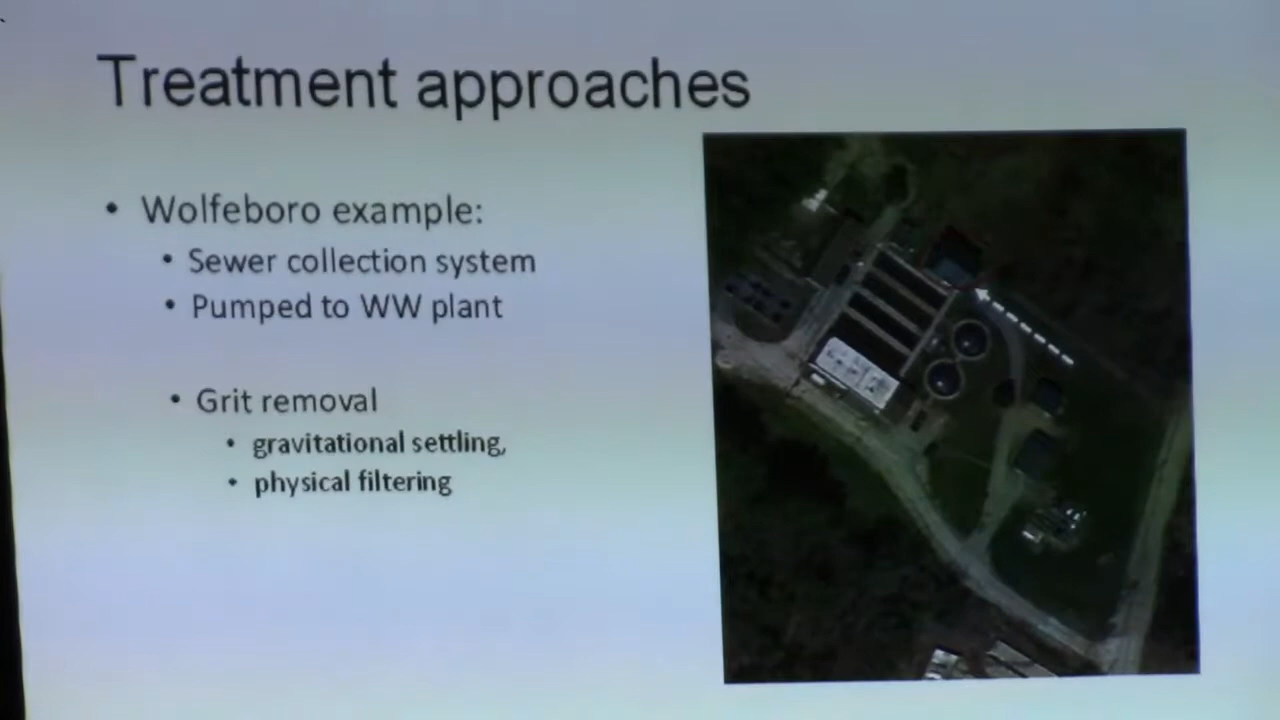 Treatment approaches
• Wolfeboro example:
• Sewer collection system
• Pumped to WW plant
• Grit removal
• gravitational settling,
• physical filtering